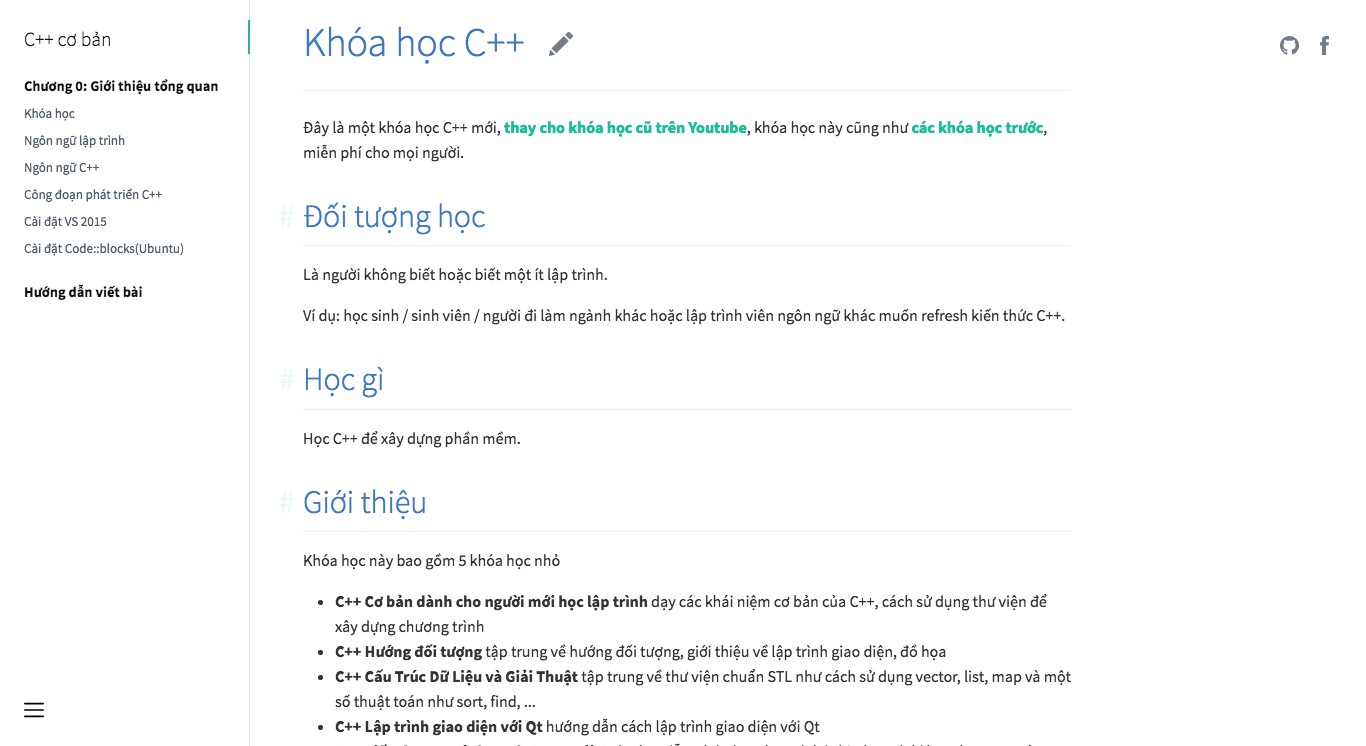 C++ cơ bản
Chương 0: Giới thiệu tổng quan
Khóa học
Ngôn ngữ lập trình
Ngôn ngữ C++
Công đoạn phát triển C++
Cài đặt VS 2015
Cài đặt Code::blocks(Ubuntu)
Hướng dẫn viết bài
Khóa học C++
Đây là một khóa học C++ mới, thay cho khóa học cũ trên Youtube, khóa học này cũng như các khóa học trước,
miễn phí cho mọi người.
# Đối tượng học
Là người không biết hoặc biết một ít lập trình.
Ví dụ: học sinh / sinh viên / người đi làm ngành khác hoặc lập trình viên ngôn ngữ khác muốn refresh kiến thức C++.
# Học gì
Học C++ để xây dựng phần mềm.
# Giới thiệu
Khóa học này bao gồm 5 khóa học nhỏ
• C++ Cơ bản dành cho người mới học lập trình dạy các khái niệm cơ bản của C++, cách sử dụng thư viện để
xây dựng chương trình
• C++ Hướng đối tượng tập trung về hướng đối tượng, giới thiệu về lập trình giao diện, đồ họa
• C++ Cấu Trúc Dữ Liệu và Giải Thuật tập trung về thư viện chuẩn STL như cách sử dụng vector, list, map và một
số thuật toán như sort, find, ...
• C++ Lập trình giao diện với Qt hướng dẫn cách lập trình giao diện với Qt